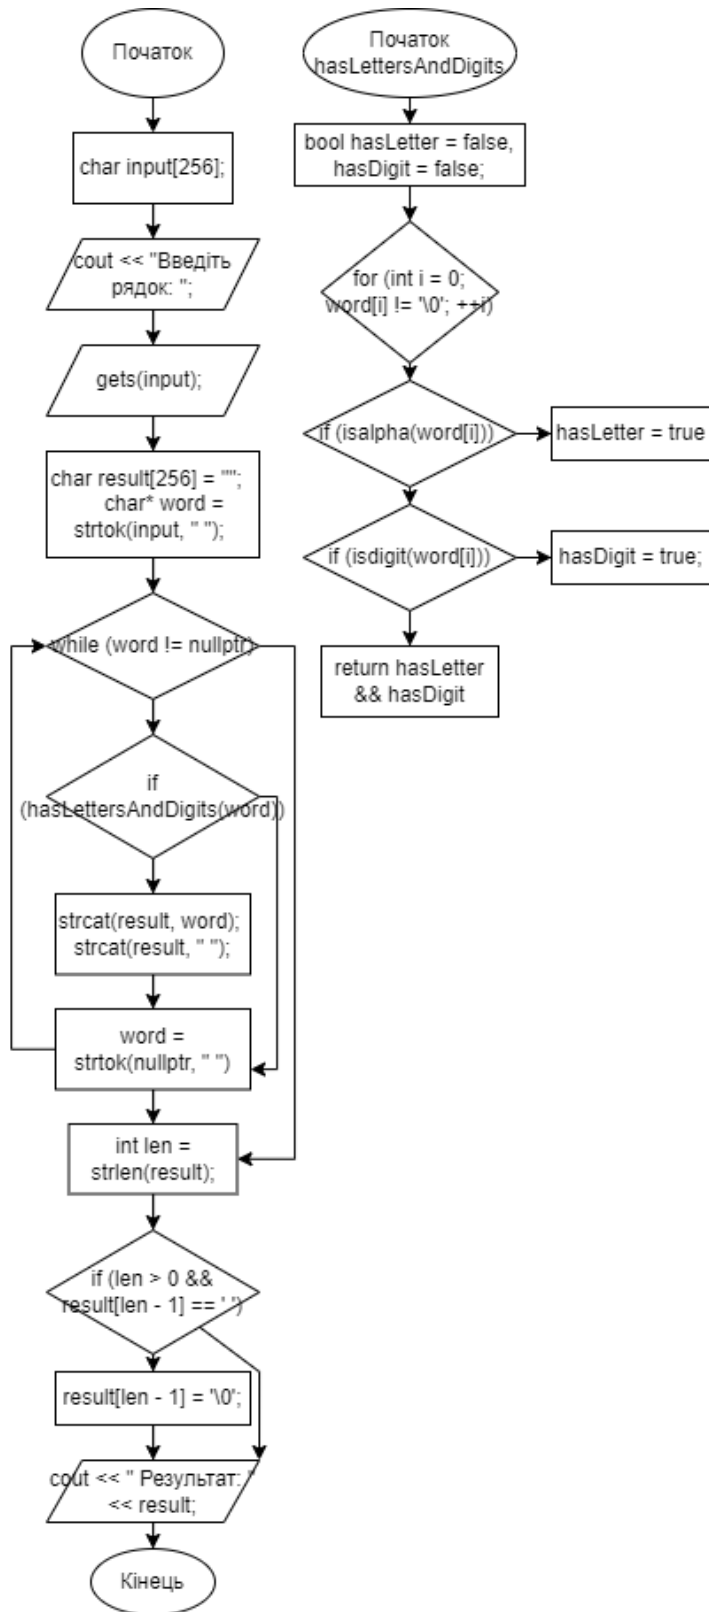 Початок
char input[256];
cout << "Введіть
рядок: ";
gets(input);
char result[256] = "";
char* word =
strtok(input, " ");
while (word != nullptr)
if
(hasLettersAndDigits(word))
strcat(result, word);
strcat(result, " ");
word =
strtok(nullptr, " ")
int len =
strlen(result);
if (len > 0 &&
result[len - 1] == ' ')
result[len - 1] = '\0';
cout << " Результат: "
<< result;
Кінець
Початок
hasLettersAndDigits
bool hasLetter = false,
hasDigit = false;
for (int i = 0;
word[i] != '\0'; ++i)
if (isalpha(word[i]))
hasLetter = true
if (isdigit(word[i]))
hasDigit = true;
return hasLetter
&& hasDigit